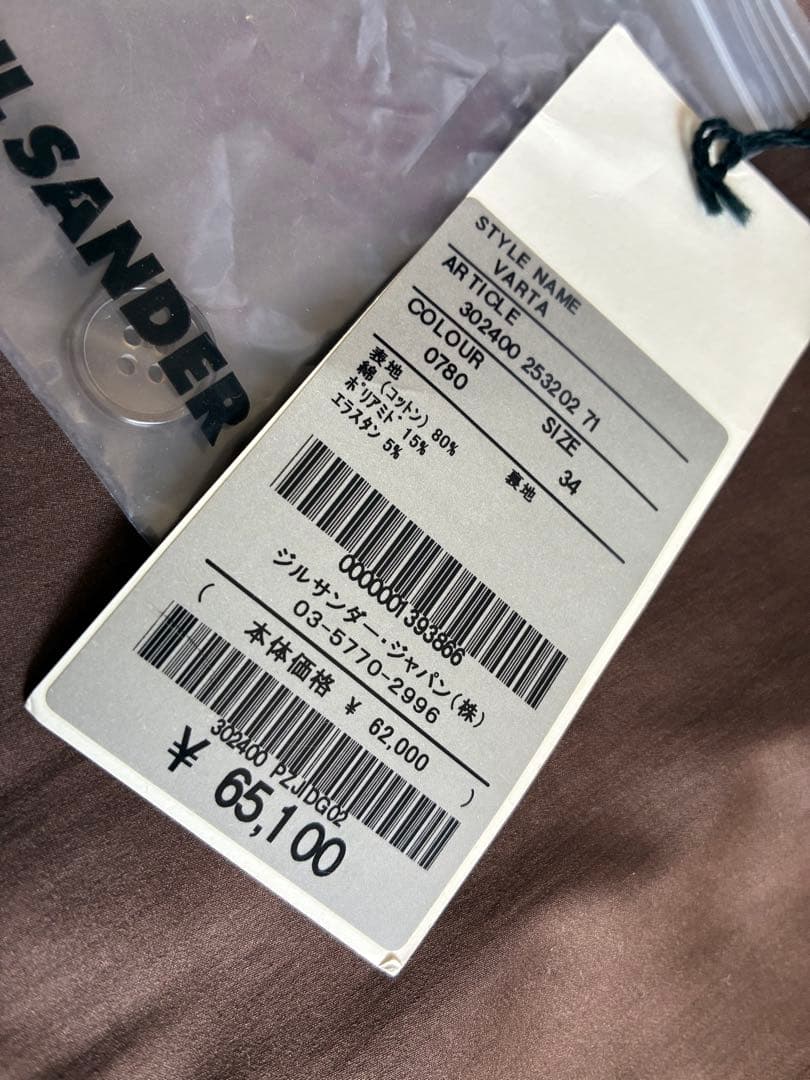 IL SANDER
STYLE NAME
VARTA
ARTICLE
302400 253202 71
COLOUR SIZE
0780 34
表地 裏地
綿 (コットン) 80%
ポリアミド 15%
エラスタン 5%
0000001393866
ジルサンダー・ジャパン(株)
03-5770-2996
( 本体価格 ¥ 62,000 )
302400 PZJIDG02
¥ 65,100